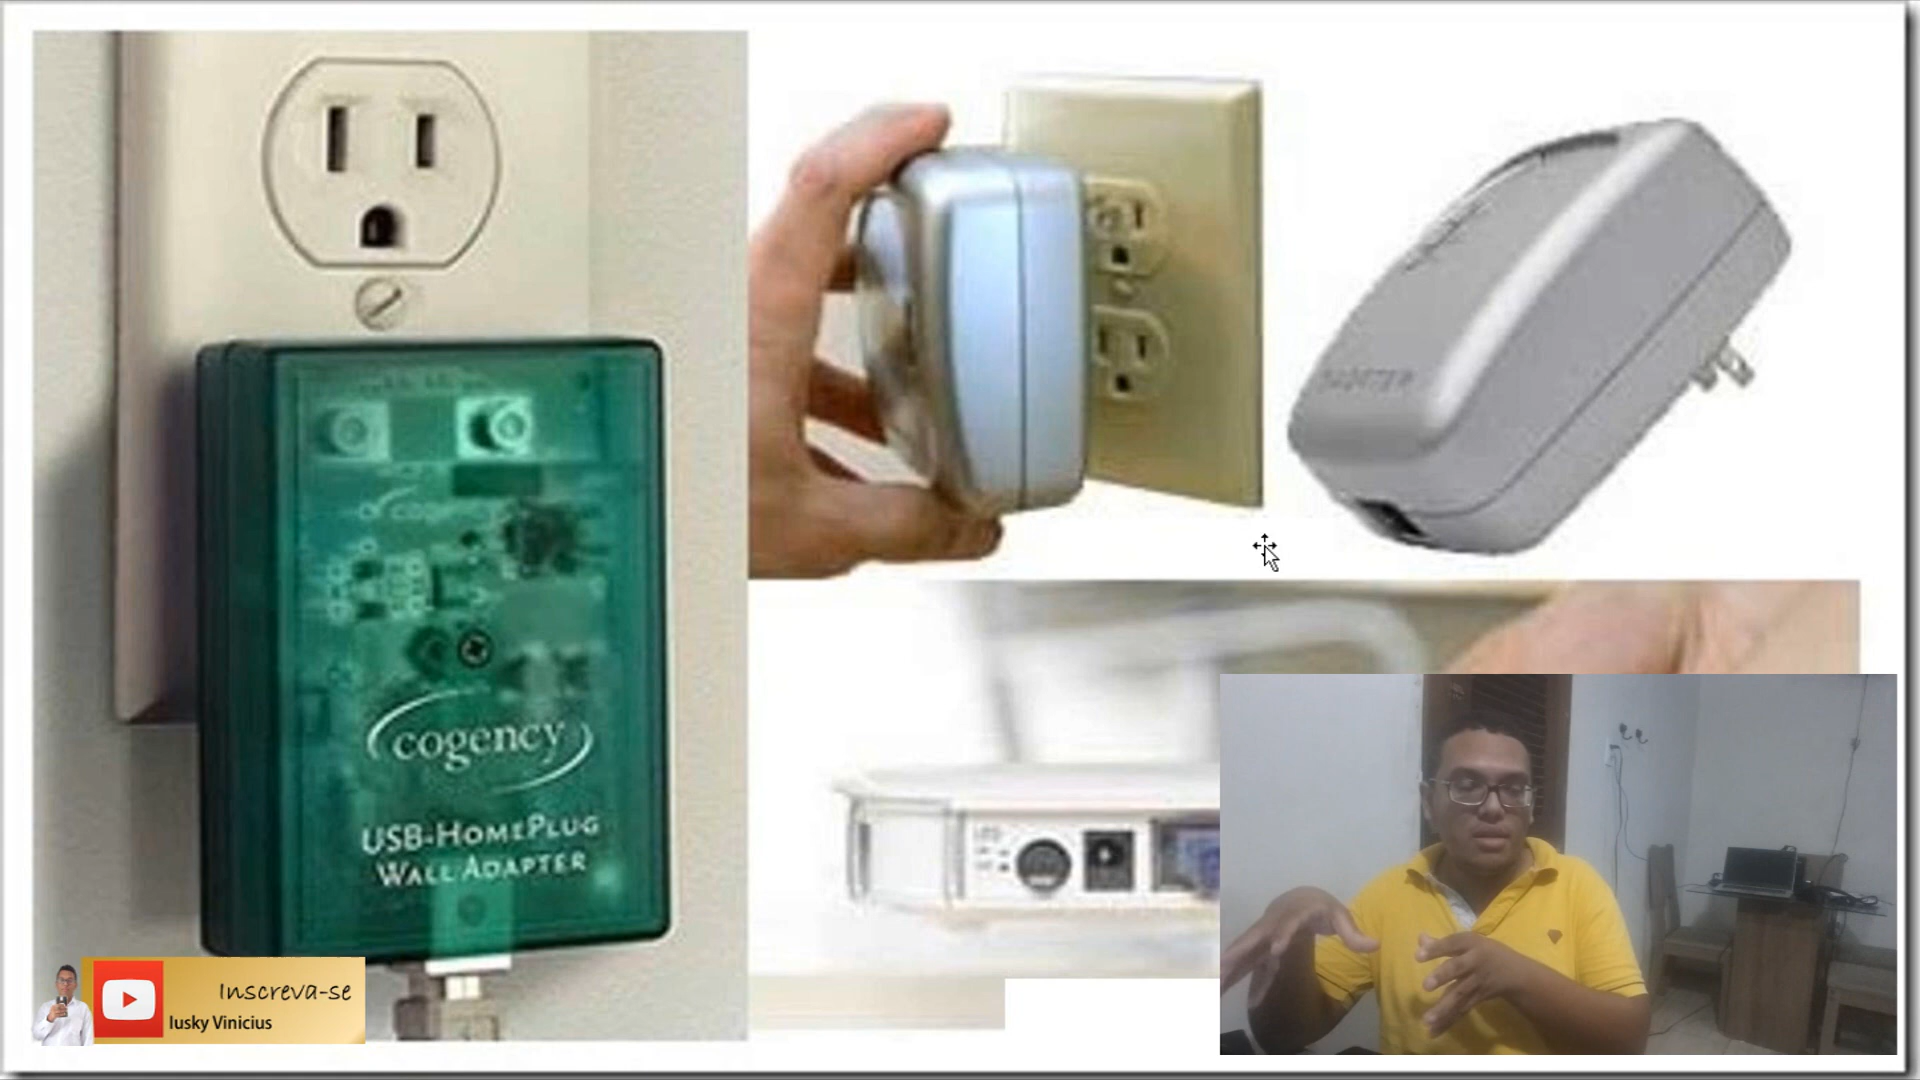 cogency
USB-HOMEPLUG
WALL ADAPTER
Inscreva-se
Iusky Vinicius